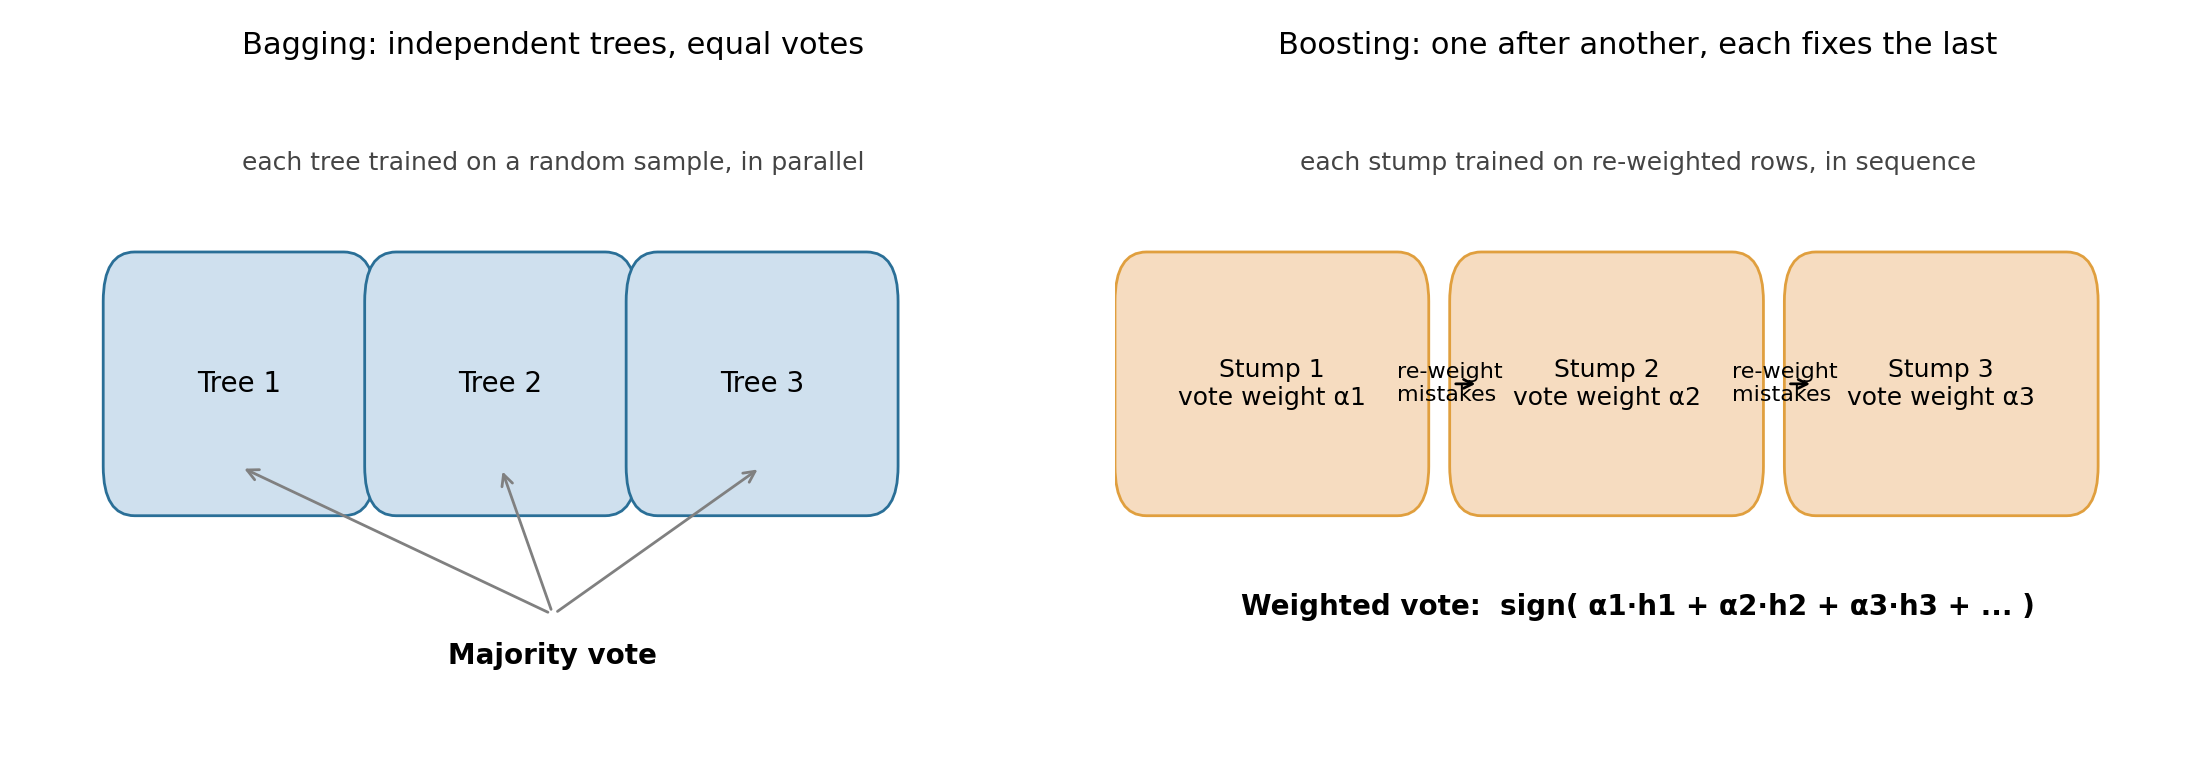 Bagging: independent trees, equal votes
each tree trained on a random sample, in parallel
Tree 1
Tree 2
Tree 3
Majority vote
Boosting: one after another, each fixes the last
each stump trained on re-weighted rows, in sequence
Stump 1
vote weight α1
re-weight
mistakes
Stump 2
vote weight α2
re-weight
mistakes
Stump 3
vote weight α3
Weighted vote:  sign( α1·h1 + α2·h2 + α3·h3 + ... )